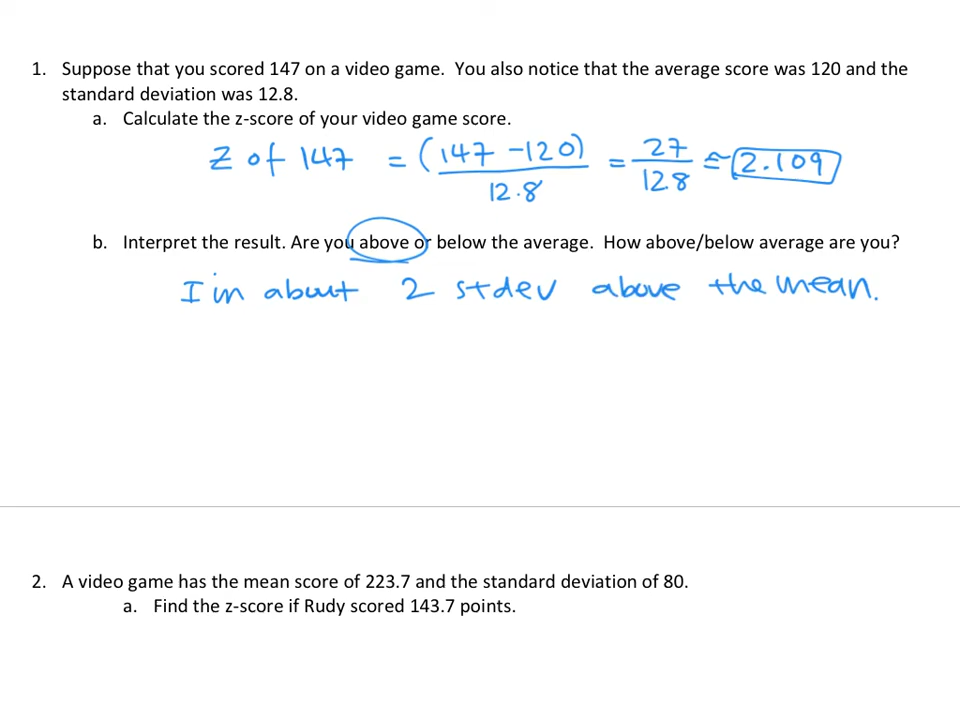 1. Suppose that you scored 147 on a video game. You also notice that the average score was 120 and the
standard deviation was 12.8.
a. Calculate the z-score of your video game score.
Z of 147 = (147 - 120) / 12.8 = 27 / 12.8 ≈ 2.109
b. Interpret the result. Are you above or below the average. How above/below average are you?
I'm about 2 stdev above the mean.
2. A video game has the mean score of 223.7 and the standard deviation of 80.
a. Find the z-score if Rudy scored 143.7 points.